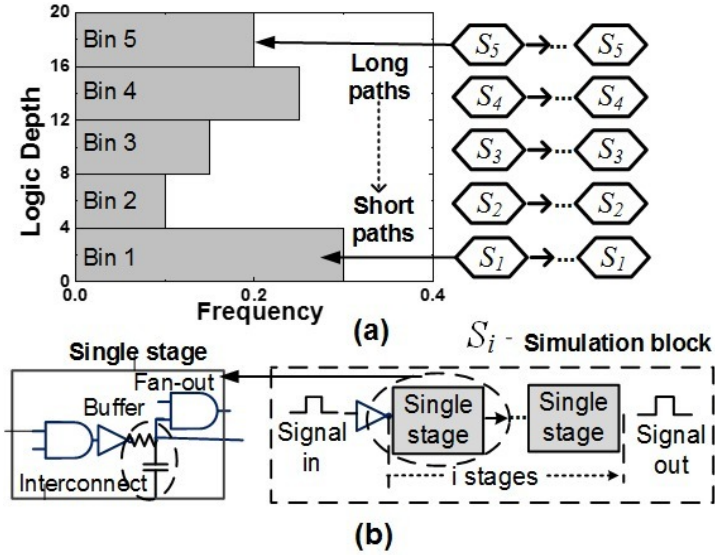 20
16
12
8
4
0
Logic Depth
Bin 5
Bin 4
Bin 3
Bin 2
Bin 1
Long
paths
Short
paths
0.0
0.2
0.4
Frequency
S5 S5
S4 S4
S3 S3
S2 S2
S1 S1
(a)
Single stage
Fan-out
Buffer
Interconnect
Si - Simulation block
Signal
in
Single
stage
Single
stage
Signal
out
i stages
(b)